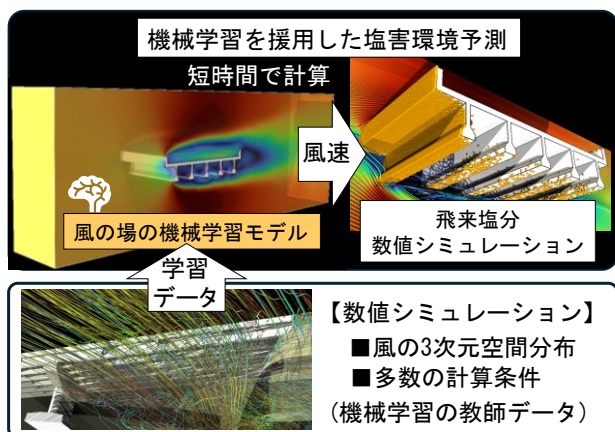 機械学習を援用した塩害環境予測
短時間で計算
風速
風の場の機械学習モデル
飛来塩分
数値シミュレーション
学習
データ
【数値シミュレーション】
■風の3次元空間分布
■多数の計算条件
(機械学習の教師データ)